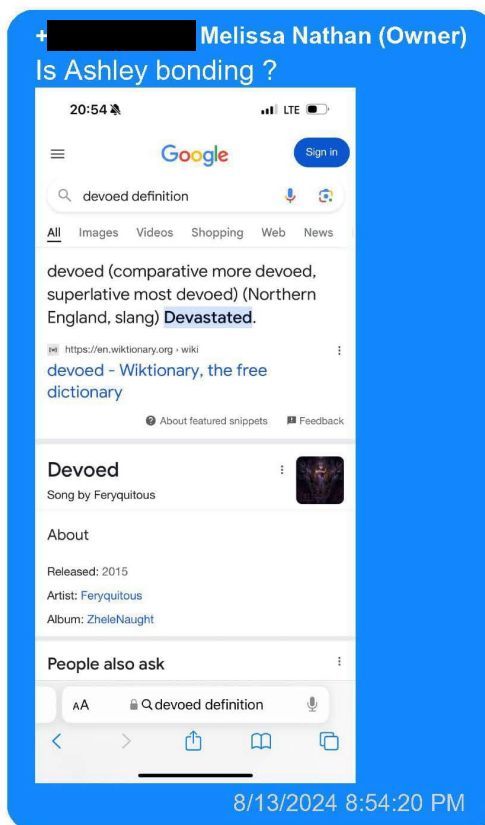 + Melissa Nathan (Owner)
Is Ashley bonding ?
20:54
LTE
Google
Sign in
devoed definition
All Images Videos Shopping Web News
devoed (comparative more devoed,
superlative most devoed) (Northern
England, slang) Devastated.
https://en.wiktionary.org › wiki
devoed - Wiktionary, the free
dictionary
About featured snippets Feedback
Devoed
Song by Feryquitous
About
Released: 2015
Artist: Feryquitous
Album: ZheleNaught
People also ask
AA devoed definition
8/13/2024 8:54:20 PM